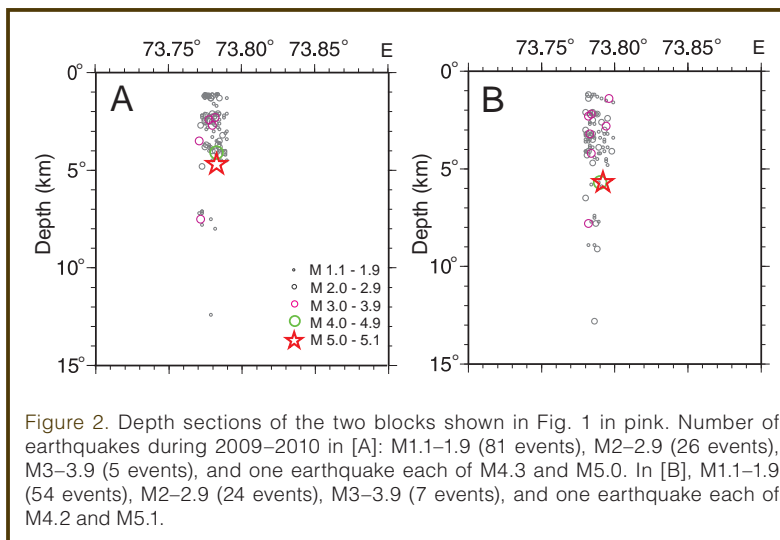 73.75° 73.80° 73.85° E
73.75° 73.80° 73.85° E
0°
A
5°
Depth (km)
10°
15°
M 1.1 - 1.9
M 2.0 - 2.9
M 3.0 - 3.9
M 4.0 - 4.9
M 5.0 - 5.1
0°
B
5°
Depth (km)
10°
15°
Figure 2. Depth sections of the two blocks shown in Fig. 1 in pink. Number of
earthquakes during 2009–2010 in [A]: M1.1–1.9 (81 events), M2–2.9 (26 events),
M3–3.9 (5 events), and one earthquake each of M4.3 and M5.0. In [B], M1.1–1.9
(54 events), M2–2.9 (24 events), M3–3.9 (7 events), and one earthquake each of
M4.2 and M5.1.